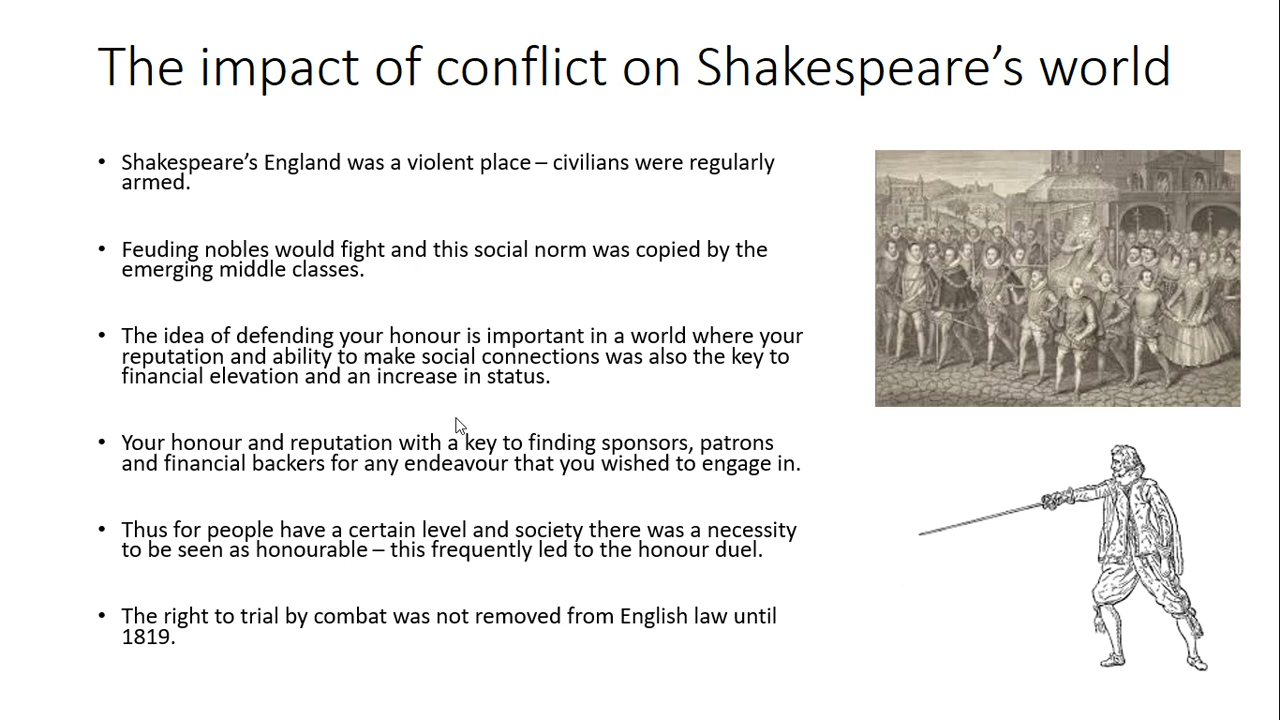 The impact of conflict on Shakespeare’s world
• Shakespeare’s England was a violent place – civilians were regularly
armed.
• Feuding nobles would fight and this social norm was copied by the
emerging middle classes.
• The idea of defending your honour is important in a world where your
reputation and ability to make social connections was also the key to
financial elevation and an increase in status.
• Your honour and reputation with a key to finding sponsors, patrons
and financial backers for any endeavour that you wished to engage in.
• Thus for people have a certain level and society there was a necessity
to be seen as honourable – this frequently led to the honour duel.
• The right to trial by combat was not removed from English law until
1819.